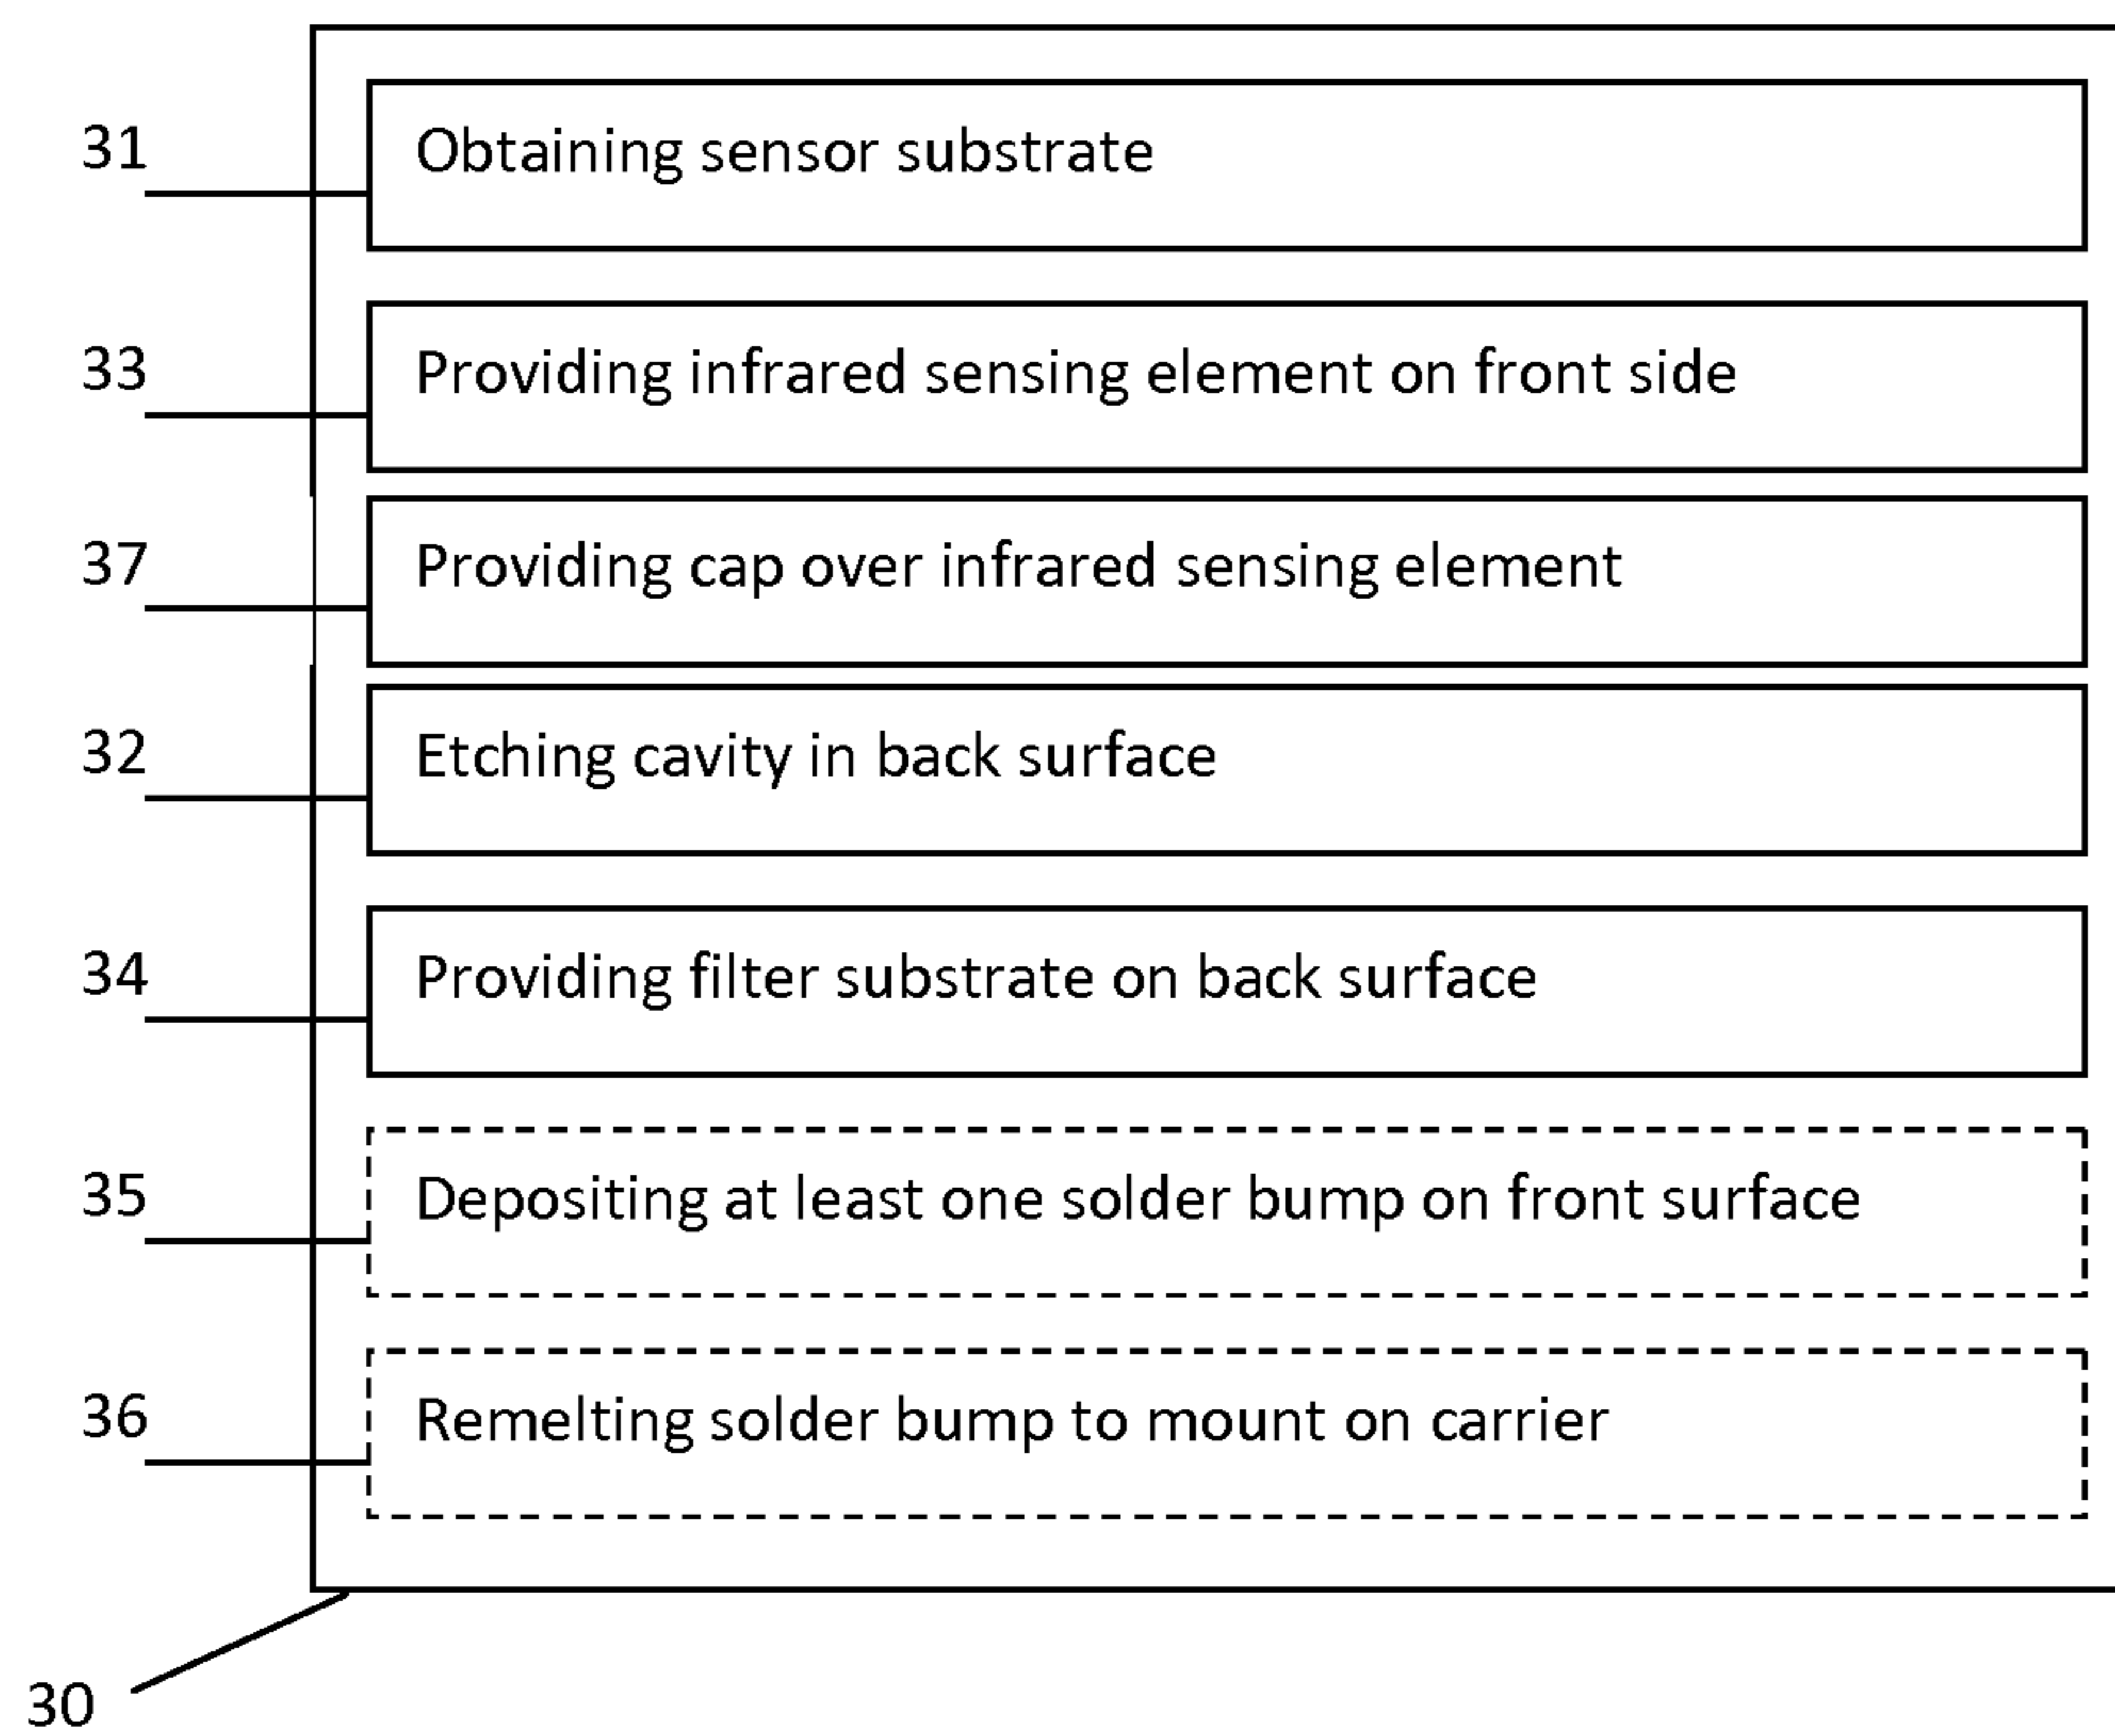 31 Obtaining sensor substrate
33 Providing infrared sensing element on front side
37 Providing cap over infrared sensing element
32 Etching cavity in back surface
34 Providing filter substrate on back surface
35 Depositing at least one solder bump on front surface
36 Remelting solder bump to mount on carrier
30